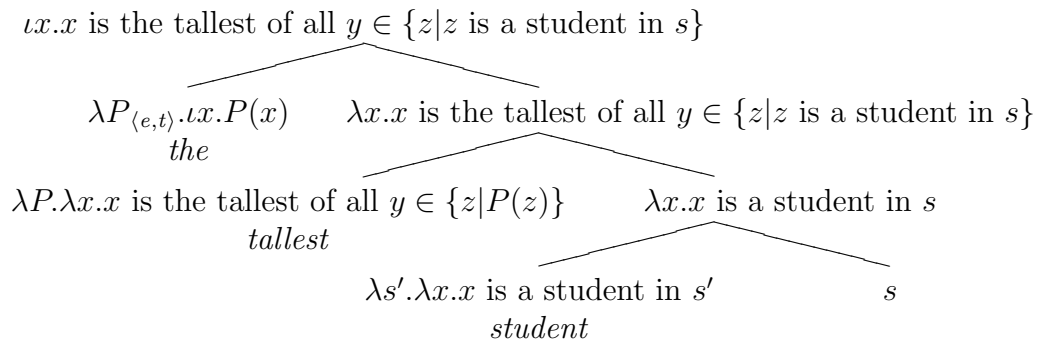 ιx.x is the tallest of all y ∈ {z|z is a student in s}
λP⟨e,t⟩.ιx.P(x) λx.x is the tallest of all y ∈ {z|z is a student in s}
the
λP.λx.x is the tallest of all y ∈ {z|P(z)} λx.x is a student in s
tallest
λs′.λx.x is a student in s′ s
student